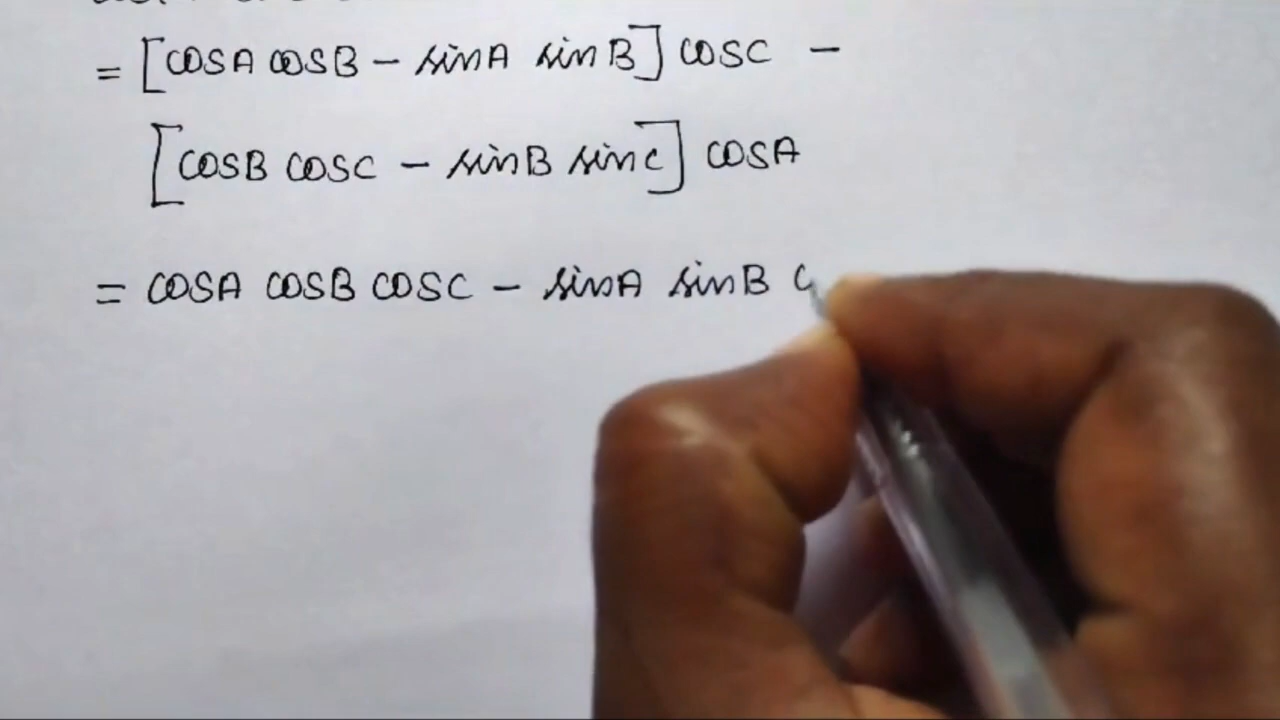 = [cosA cosB - sinA sinB] cosC -
[cosB cosC - sinB sinc] cosA
= cosA cosB cosC - sinA sinB c